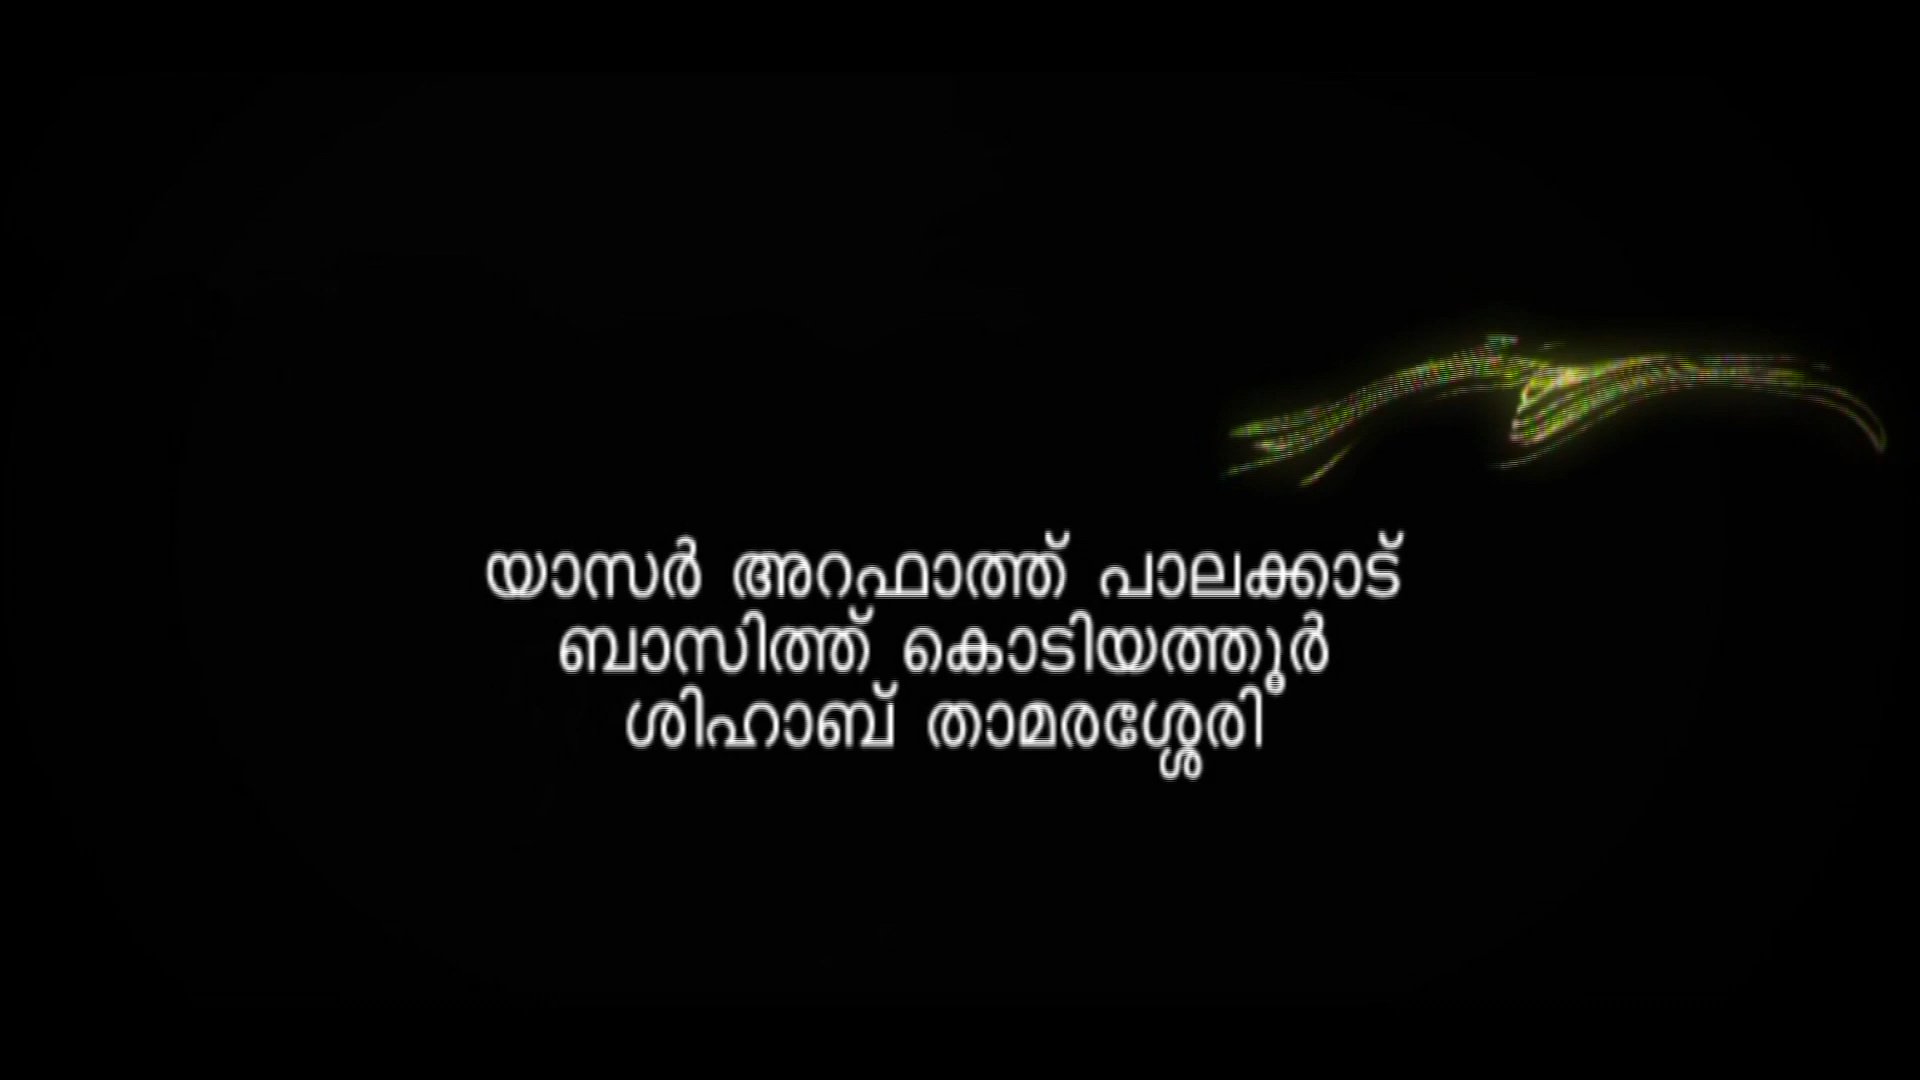 യാസർ അറഫാത്ത് പാലക്കാട്
ബാസിത്ത് കൊടിയത്തൂർ
ശിഹാബ് താമരശ്ശേരി